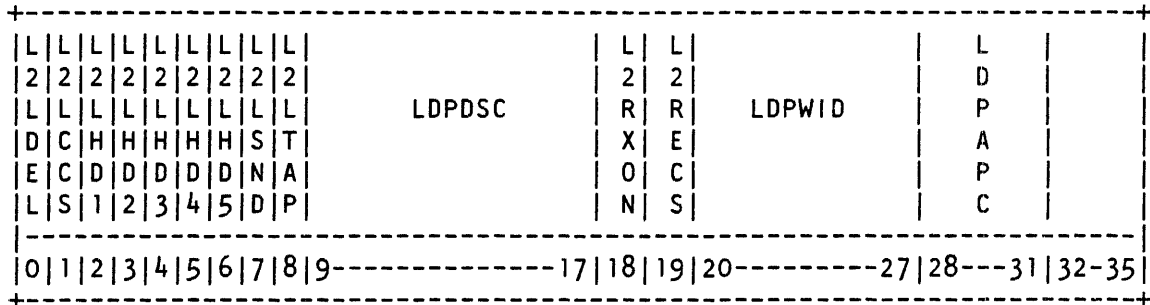 +-----------------------------------------------------------------------+
|L|L|L|L|L|L|L|L|L|                  | L| L|              |   L   |     |
|2|2|2|2|2|2|2|2|2|                  | 2| 2|              |   D   |     |
|L|L|L|L|L|L|L|L|L|      LDPDSC      | R| R|    LDPWID    |   P   |     |
|D|C|H|H|H|H|H|S|T|                  | X| E|              |   A   |     |
|E|C|D|D|D|D|D|N|A|                  | O| C|              |   P   |     |
|L|S|1|2|3|4|5|D|P|                  | N| S|              |   C   |     |
|-----------------------------------------------------------------------|
|0|1|2|3|4|5|6|7|8|9--------------17|18|19|20---------27|28---31|32-35|
+-----------------------------------------------------------------------+